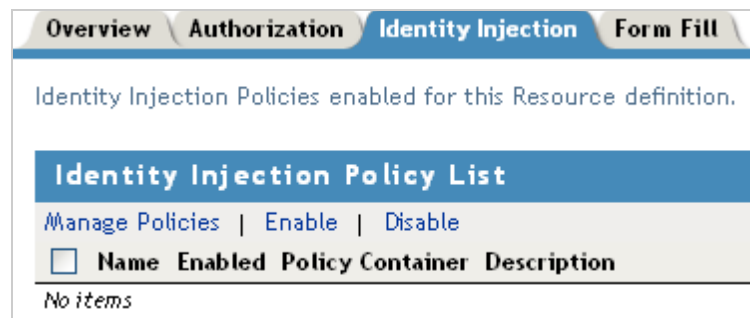 Overview Authorization Identity Injection Form Fill
Identity Injection Policies enabled for this Resource definition.
Identity Injection Policy List
Manage Policies | Enable | Disable
Name Enabled Policy Container Description
No items